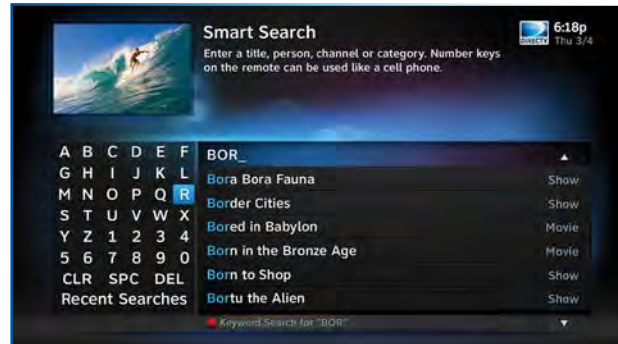 Smart Search
Enter a title, person, channel or category. Number keys
on the remote can be used like a cell phone.
DIRECTV
6:18p
Thu 3/4
A B C D E F
G H I J K L
M N O P Q R
S T U V W X
Y Z 1 2 3 4
5 6 7 8 9 0
CLR SPC DEL
Recent Searches
BOR_
Bora Bora Fauna Show
Border Cities Show
Bored in Babylon Movie
Born in the Bronze Age Movie
Born to Shop Show
Bortu the Alien Show
Keyword Search for "BOR"